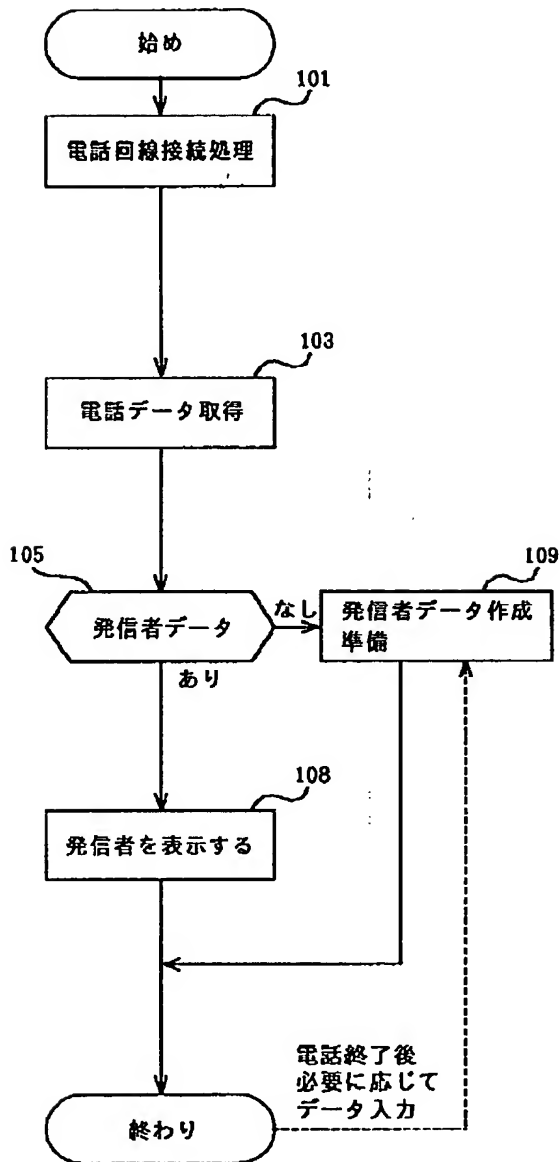 始め
101
電話回線接続処理
103
電話データ取得
105
発信者データ
なし
109
発信者データ作成
準備
あり
108
発信者を表示する
電話終了後
必要に応じて
データ入力
終わり